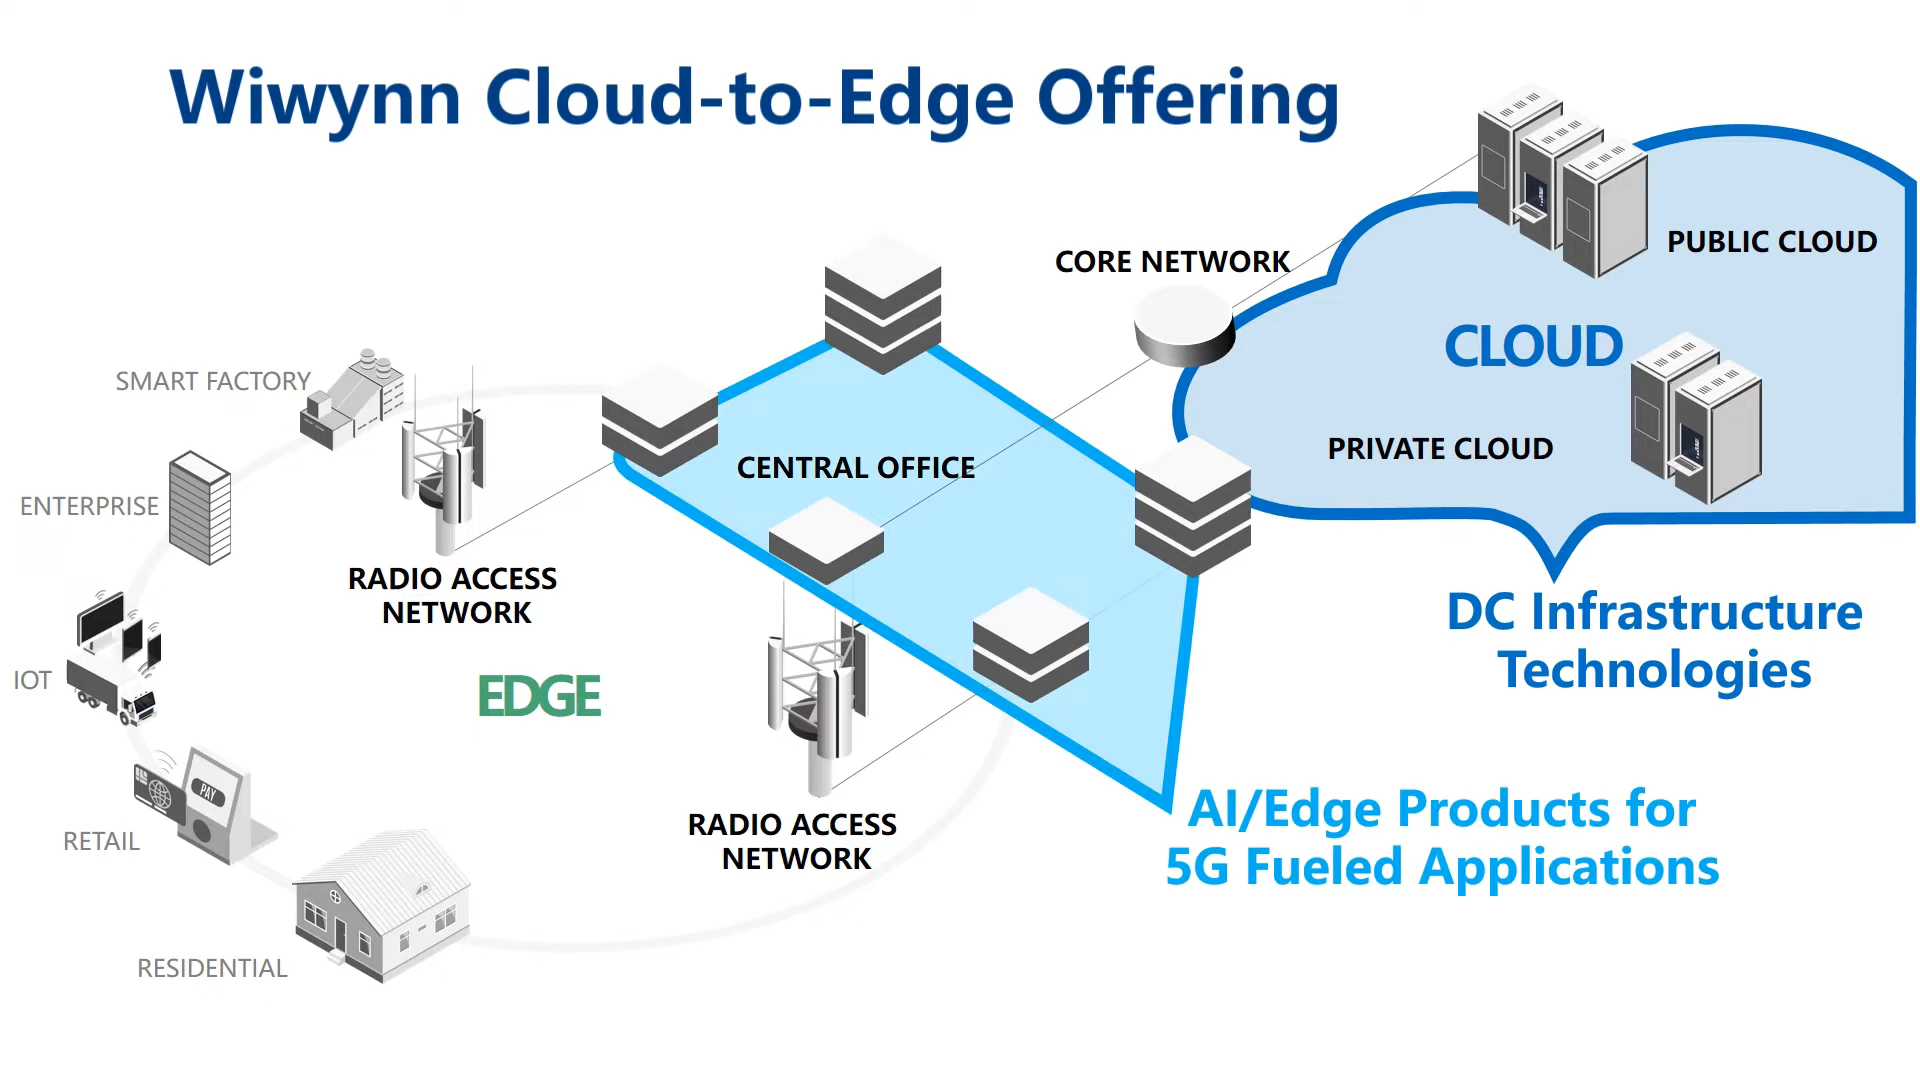 Wiwynn Cloud-to-Edge Offering
PUBLIC CLOUD
CORE NETWORK
CLOUD
SMART FACTORY
PRIVATE CLOUD
CENTRAL OFFICE
ENTERPRISE
RADIO ACCESS
NETWORK
DC Infrastructure
Technologies
IOT
EDGE
PAY
AI/Edge Products for
5G Fueled Applications
RETAIL
RADIO ACCESS
NETWORK
RESIDENTIAL